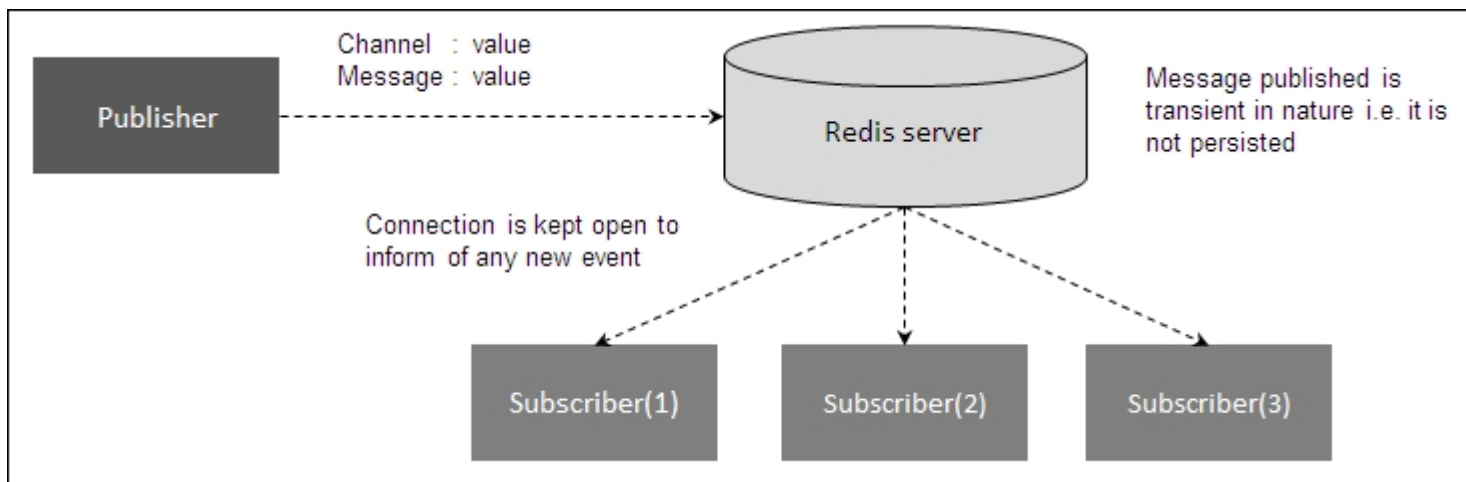 Channel : value
Message : value
Publisher
Redis server
Message published is
transient in nature i.e. it is
not persisted
Connection is kept open to
inform of any new event
Subscriber(1)
Subscriber(2)
Subscriber(3)